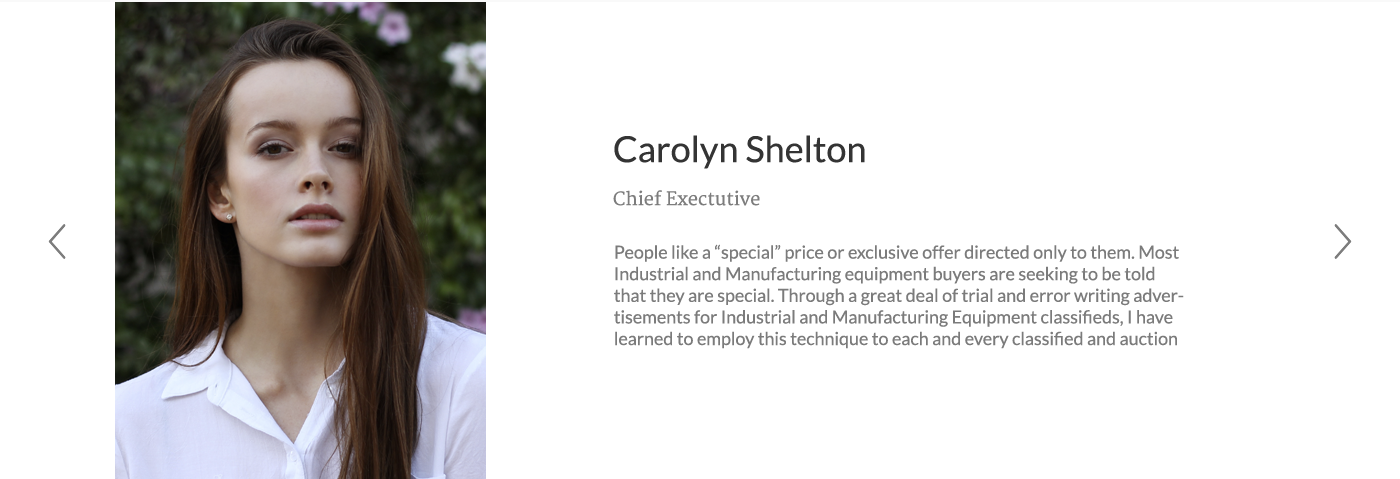 Carolyn Shelton
Chief Exectutive
People like a “special” price or exclusive offer directed only to them. Most
Industrial and Manufacturing equipment buyers are seeking to be told
that they are special. Through a great deal of trial and error writing adver-
tisements for Industrial and Manufacturing Equipment classifieds, I have
learned to employ this technique to each and every classified and auction